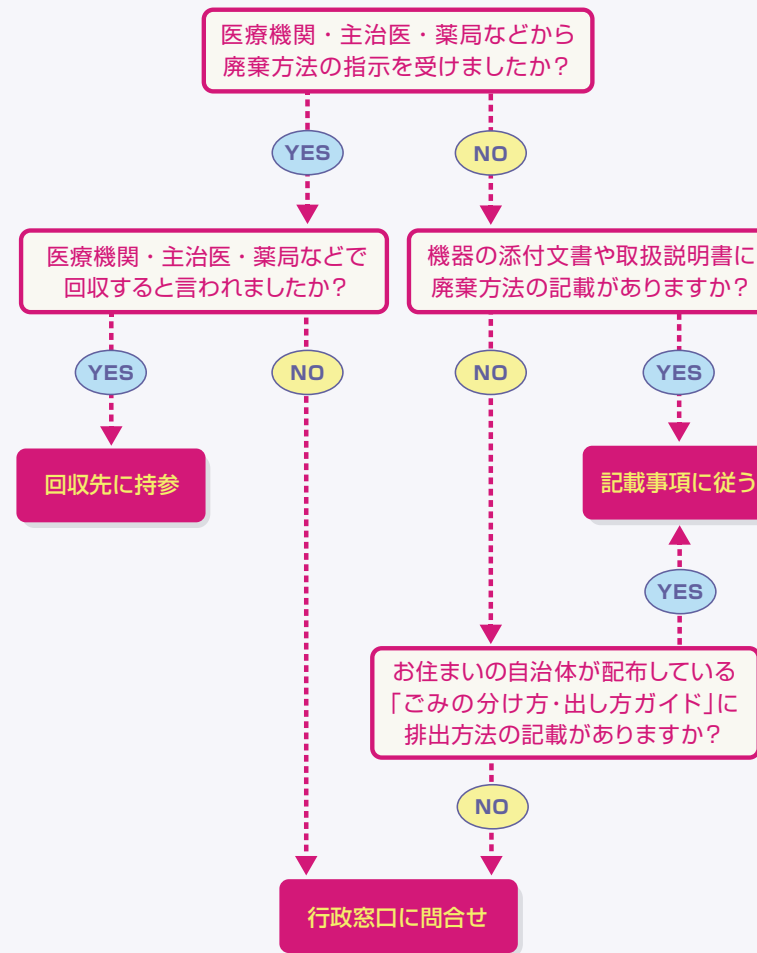 医療機関・主治医・薬局などから
廃棄方法の指示を受けましたか？
YES
NO
医療機関・主治医・薬局などで
回収すると言われましたか？
機器の添付文書や取扱説明書に
廃棄方法の記載がありますか？
YES
NO
NO
YES
回収先に持参
記載事項に従う
YES
お住まいの自治体が配布している
「ごみの分け方・出し方ガイド」に
排出方法の記載がありますか？
NO
行政窓口に問合せ